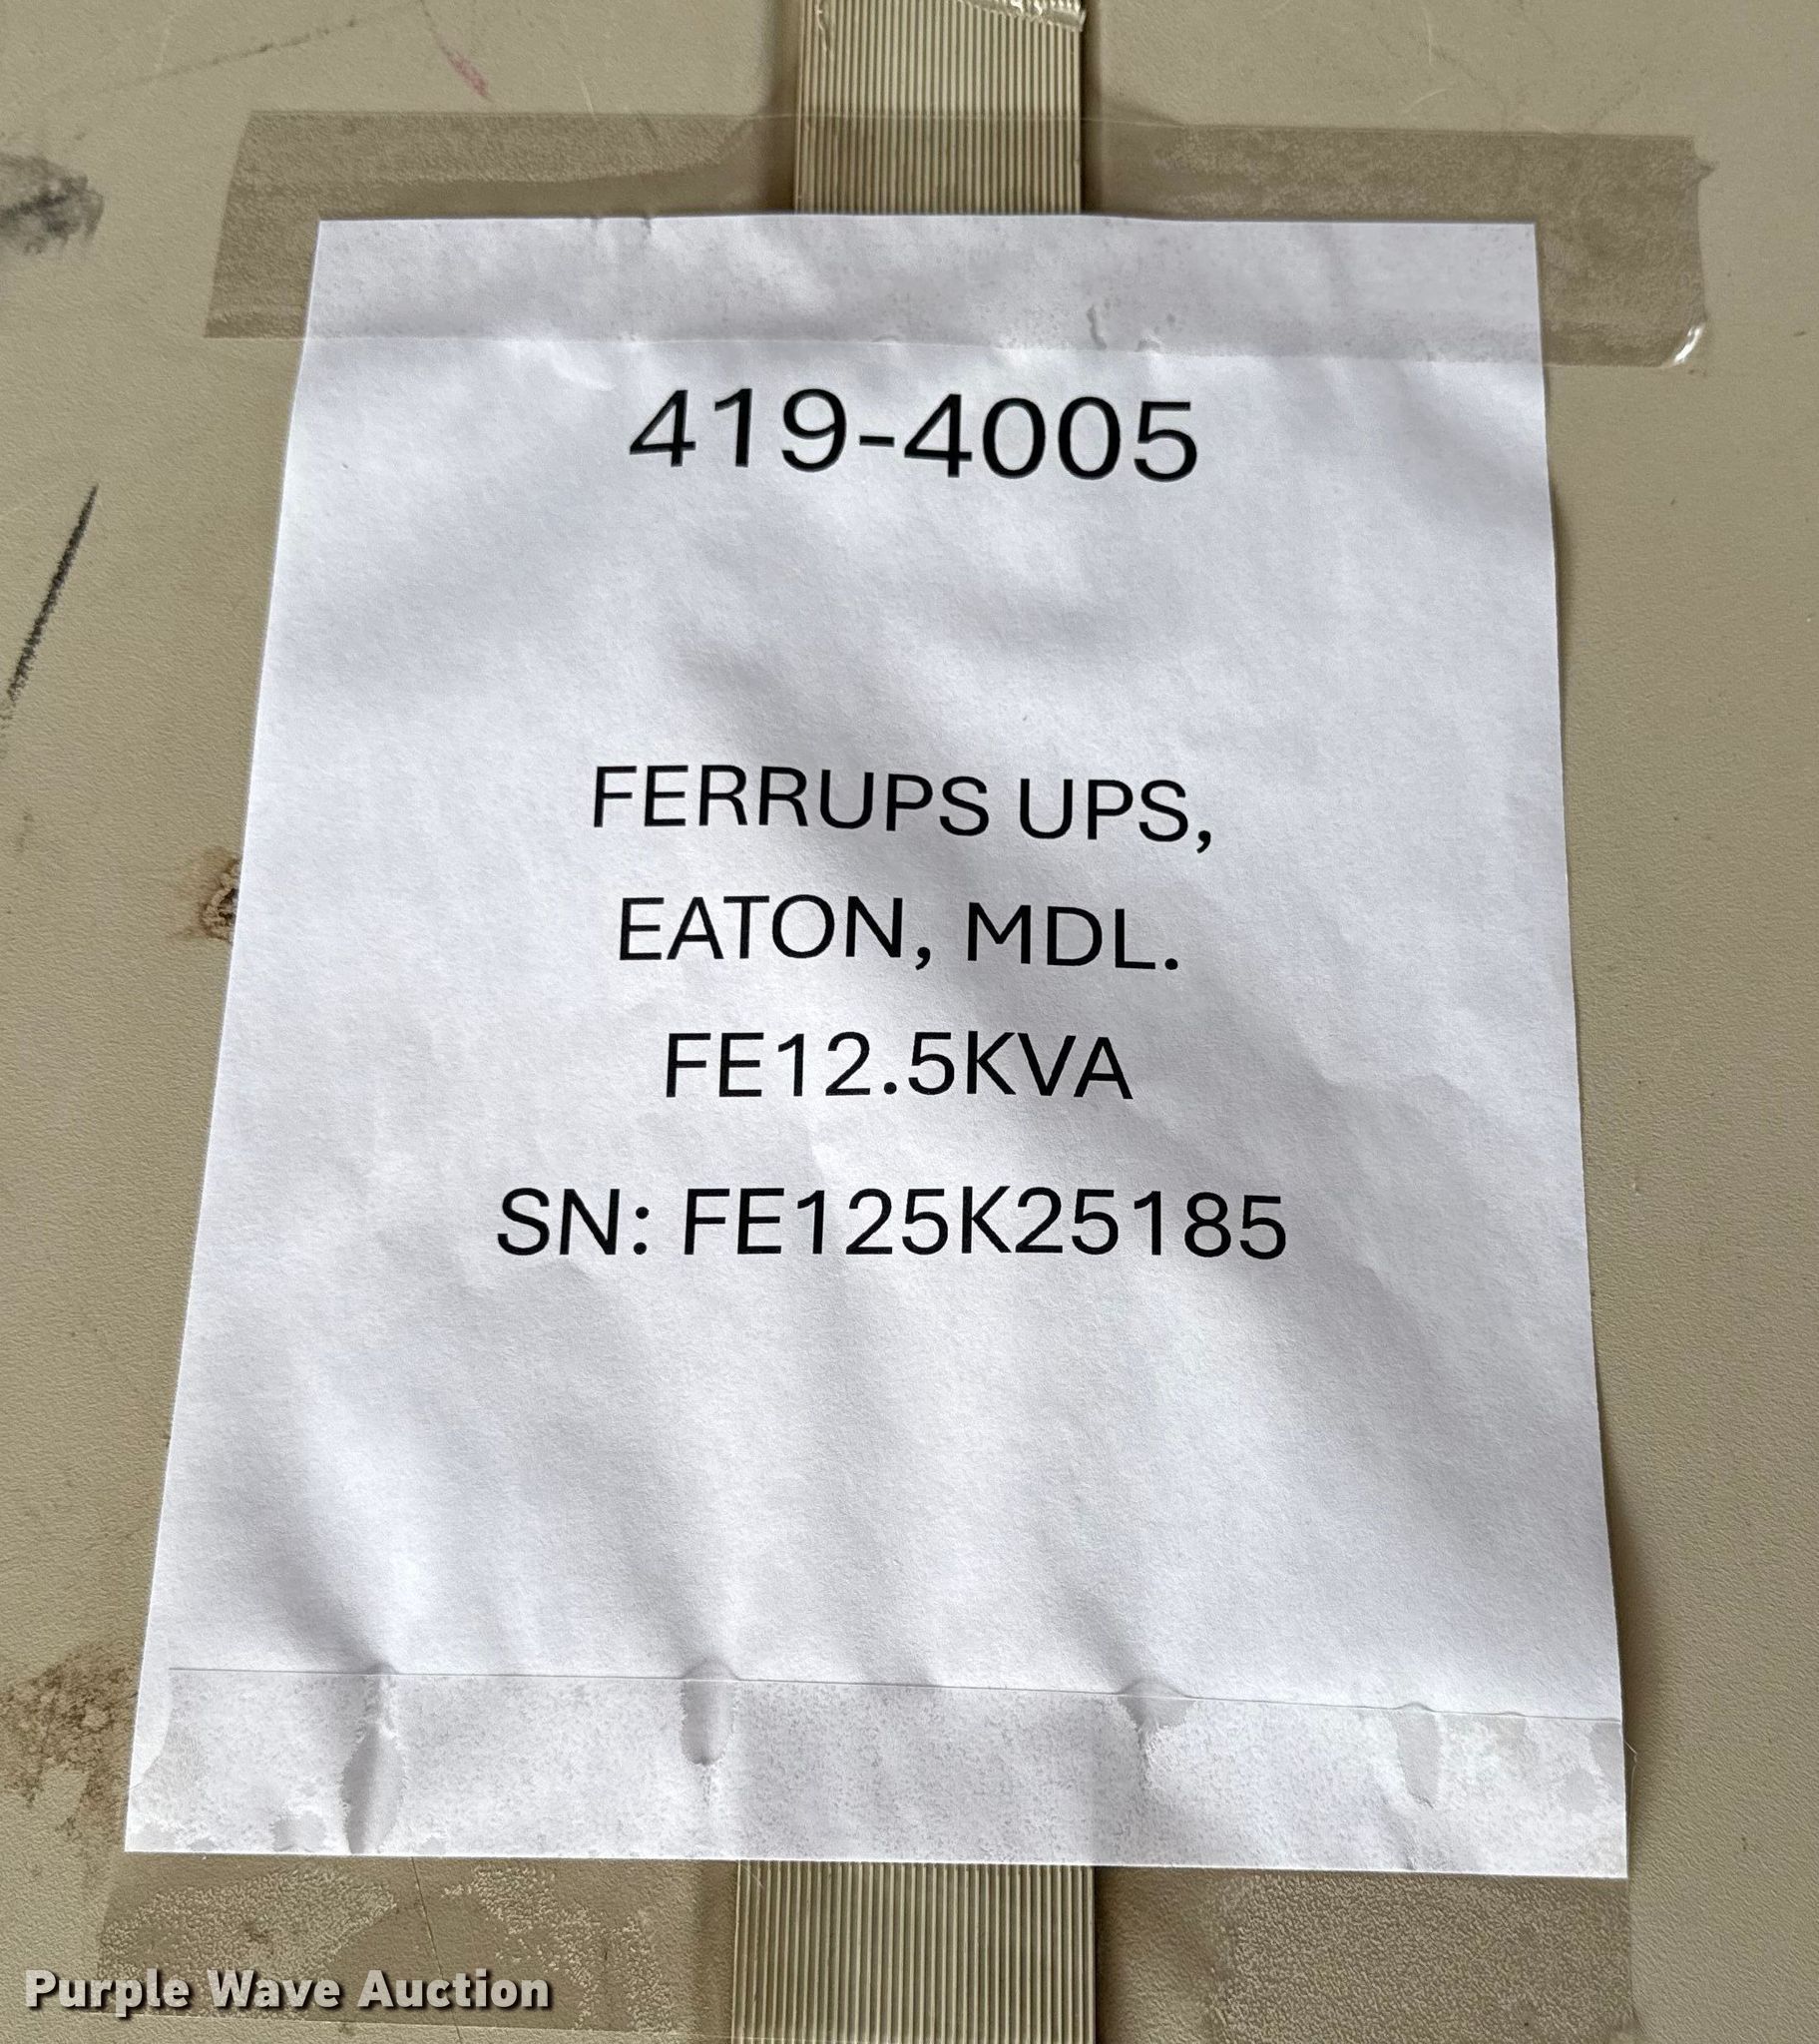 419-4005
FERRUPS UPS,
EATON, MDL.
FE12.5KVA
SN: FE125K25185
Purple Wave Auction